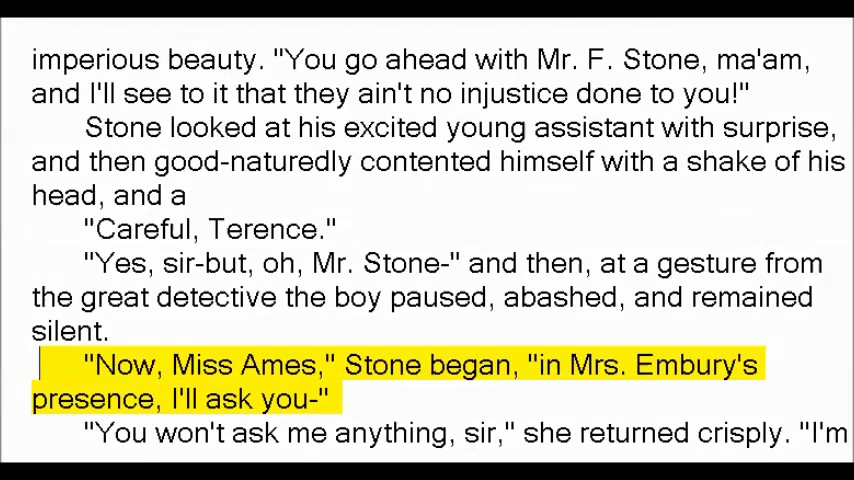 imperious beauty. "You go ahead with Mr. F. Stone, ma'am,
and I'll see to it that they ain't no injustice done to you!"
Stone looked at his excited young assistant with surprise,
and then good-naturedly contented himself with a shake of his
head, and a
"Careful, Terence."
"Yes, sir-but, oh, Mr. Stone-" and then, at a gesture from
the great detective the boy paused, abashed, and remained
silent.
"Now, Miss Ames," Stone began, "in Mrs. Embury's
presence, I'll ask you-"
"You won't ask me anything, sir," she returned crisply. "I'm